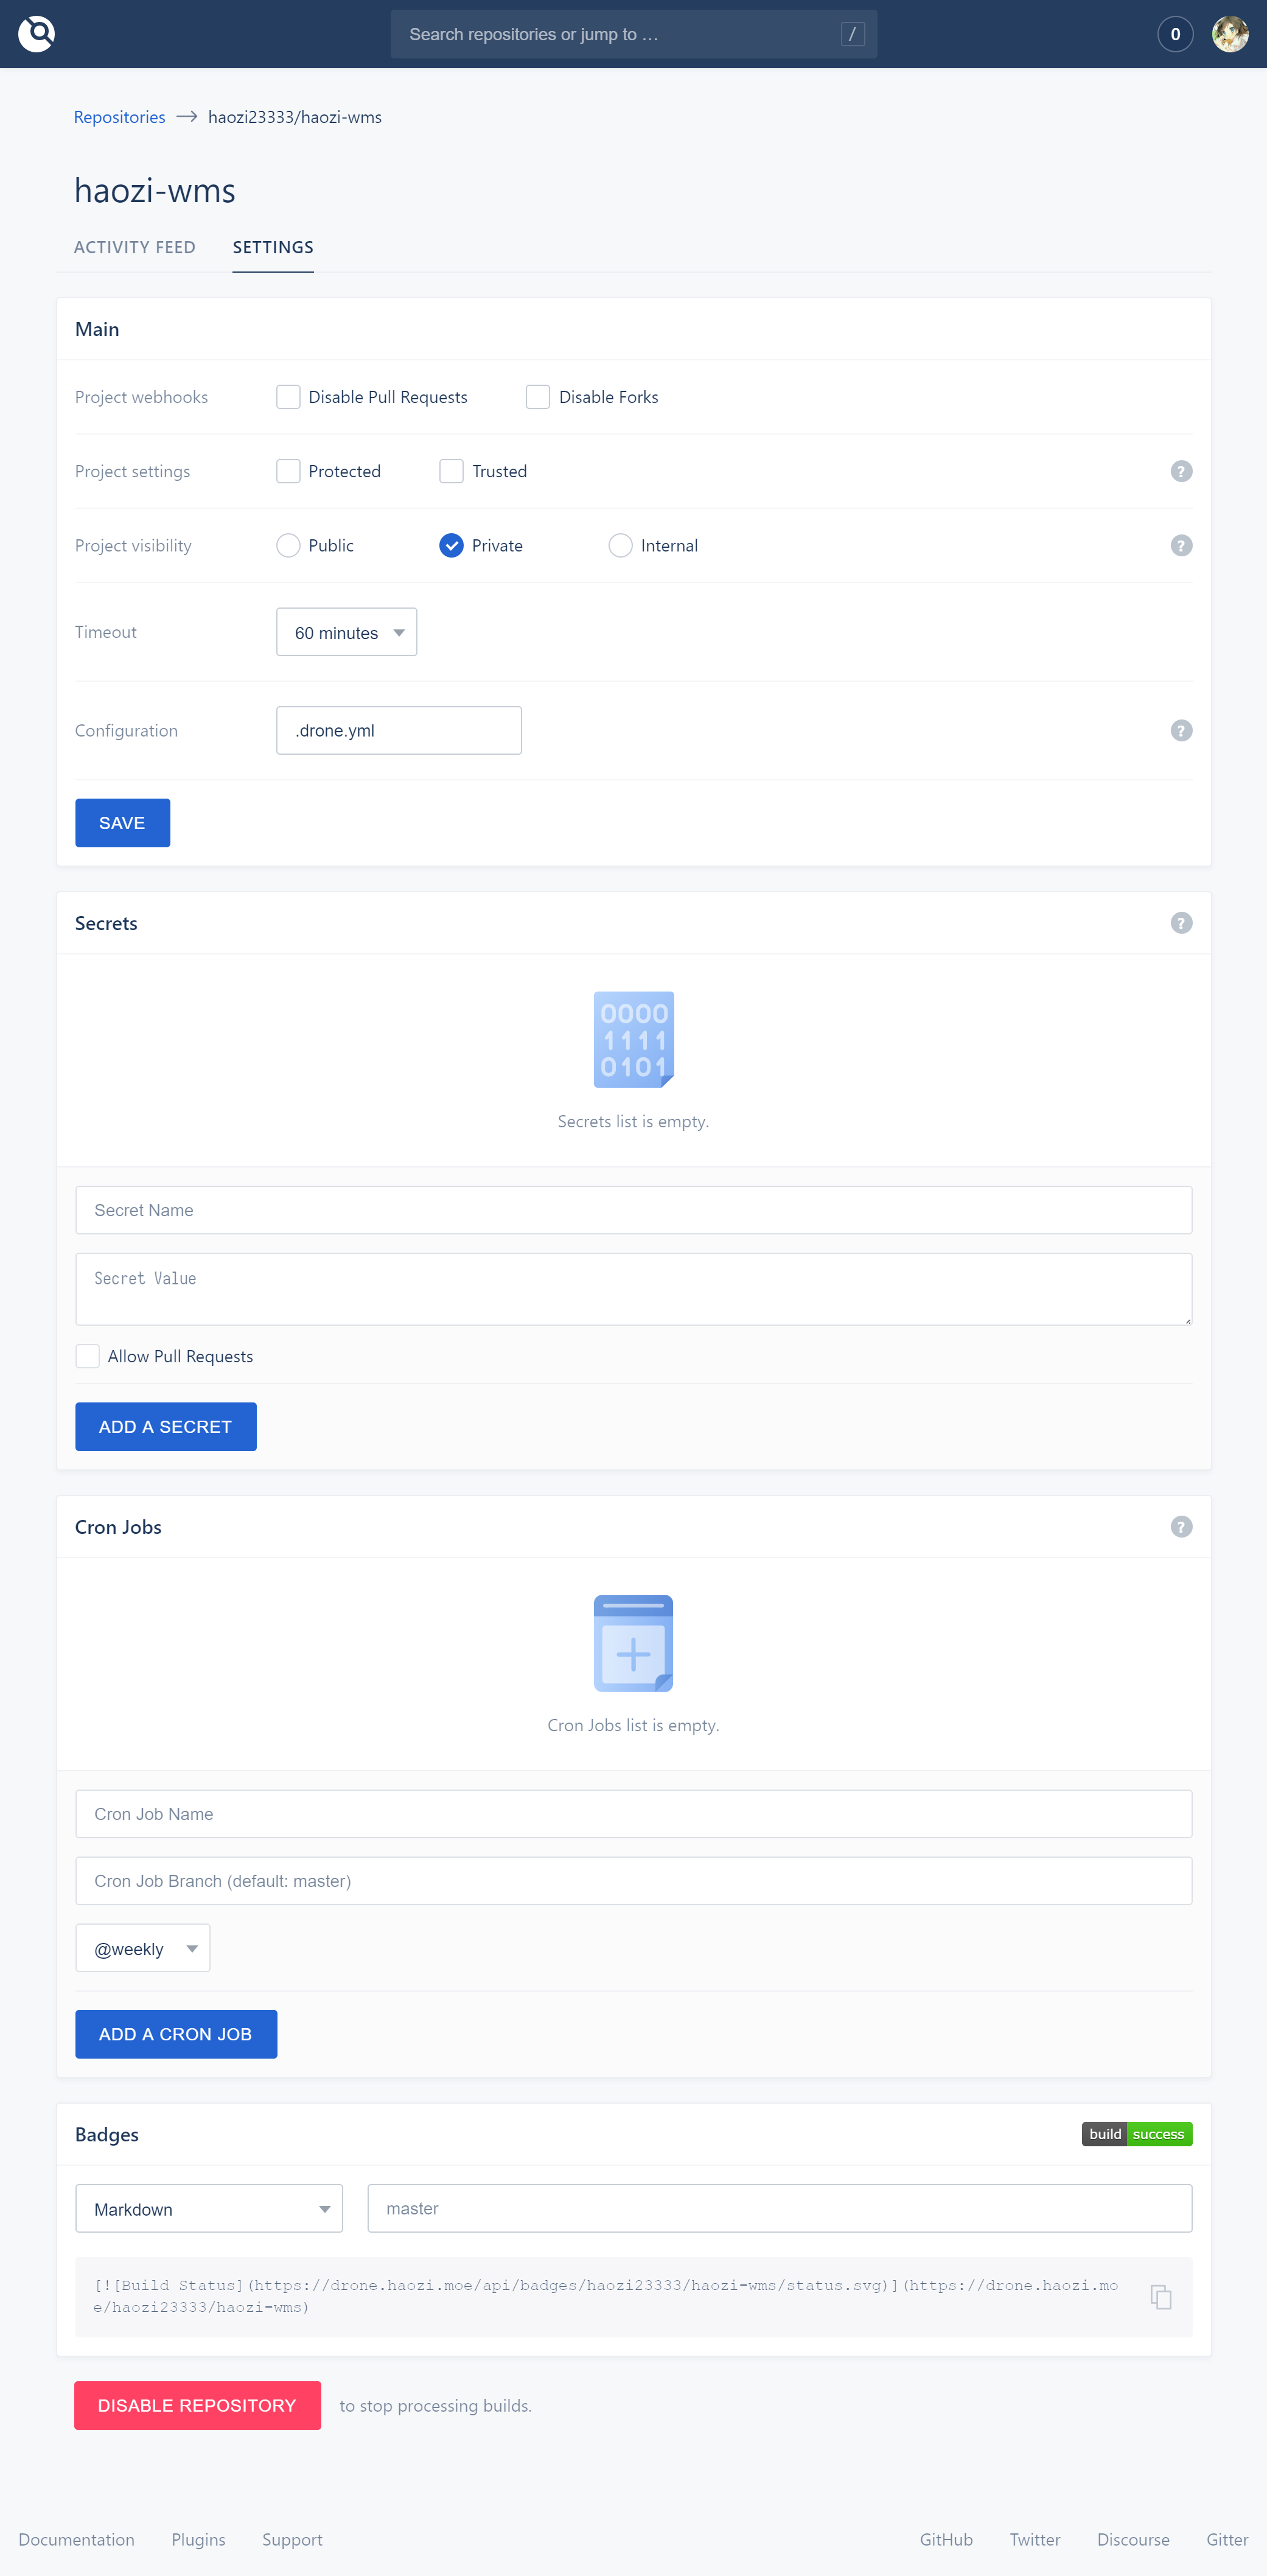 Search repositories or jump to …
/
0
Repositories → haozi23333/haozi-wms
haozi-wms
ACTIVITY FEED SETTINGS
Main
Project webhooks Disable Pull Requests Disable Forks
Project settings Protected Trusted ?
Project visibility Public Private Internal ?
Timeout 60 minutes
Configuration .drone.yml ?
SAVE
Secrets ?
0000
1111
0101
Secrets list is empty.
Secret Name
Secret Value
Allow Pull Requests
ADD A SECRET
Cron Jobs ?
Cron Jobs list is empty.
Cron Job Name
Cron Job Branch (default: master)
@weekly
ADD A CRON JOB
Badges build success
Markdown master
[![Build Status](https://drone.haozi.moe/api/badges/haozi23333/haozi-wms/status.svg)](https://drone.haozi.mo
e/haozi23333/haozi-wms)
DISABLE REPOSITORY to stop processing builds.
Documentation Plugins Support GitHub Twitter Discourse Gitter